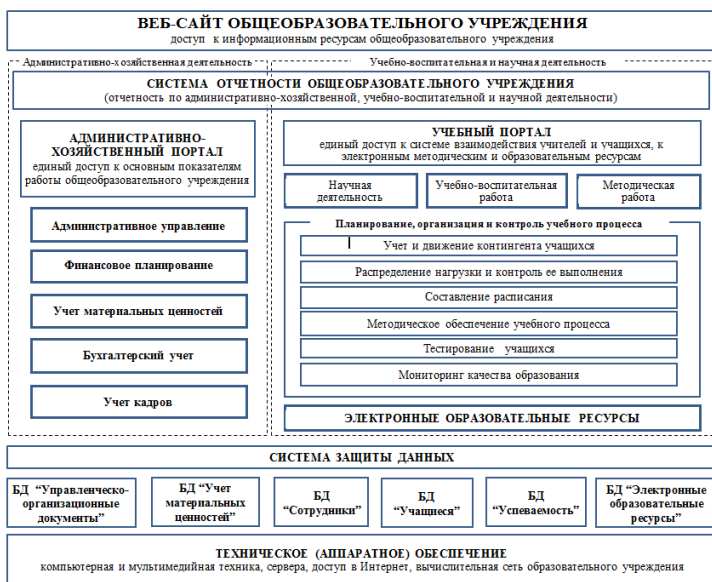 ВЕБ-САЙТ ОБЩЕОБРАЗОВАТЕЛЬНОГО УЧРЕЖДЕНИЯ
доступ к информационным ресурсам общеобразовательного учреждения
Административно-хозяйственная деятельность
Учебно-воспитательная и научная деятельность
СИСТЕМА ОТЧЕТНОСТИ ОБЩЕОБРАЗОВАТЕЛЬНОГО УЧРЕЖДЕНИЯ
(отчетность по административно-хозяйственной, учебно-воспитательной и научной деятельности)
АДМИНИСТРАТИВНО-
ХОЗЯЙСТВЕННЫЙ ПОРТАЛ
единый доступ к основным показателям
работы общеобразовательного учреждения
Административное управление
Финансовое планирование
Учет материальных ценностей
Бухгалтерский учет
Учет кадров
УЧЕБНЫЙ ПОРТАЛ
единый доступ к системе взаимодействия учителей и учащихся, к
электронным методическим и образовательным ресурсам
Научная
деятельность
Учебно-воспитательная
работа
Методическая
работа
Планирование, организация и контроль учебного процесса
Учет и движение контингента учащихся
Распределение нагрузки и контроль ее выполнения
Составление расписания
Методическое обеспечение учебного процесса
Тестирование учащихся
Мониторинг качества образования
ЭЛЕКТРОННЫЕ ОБРАЗОВАТЕЛЬНЫЕ РЕСУРСЫ
СИСТЕМА ЗАЩИТЫ ДАННЫХ
БД “Управленческо-
организационные
документы”
БД “Учет
материальных
ценностей”
БД
“Сотрудники”
БД
“Учащиеся”
БД
“Успеваемость”
БД “Электронные
образовательные
ресурсы”
ТЕХНИЧЕСКОЕ (АППАРАТНОЕ) ОБЕСПЕЧЕНИЕ
компьютерная и мультимедийная техника, сервера, доступ в Интернет, вычислительная сеть образовательного учреждения